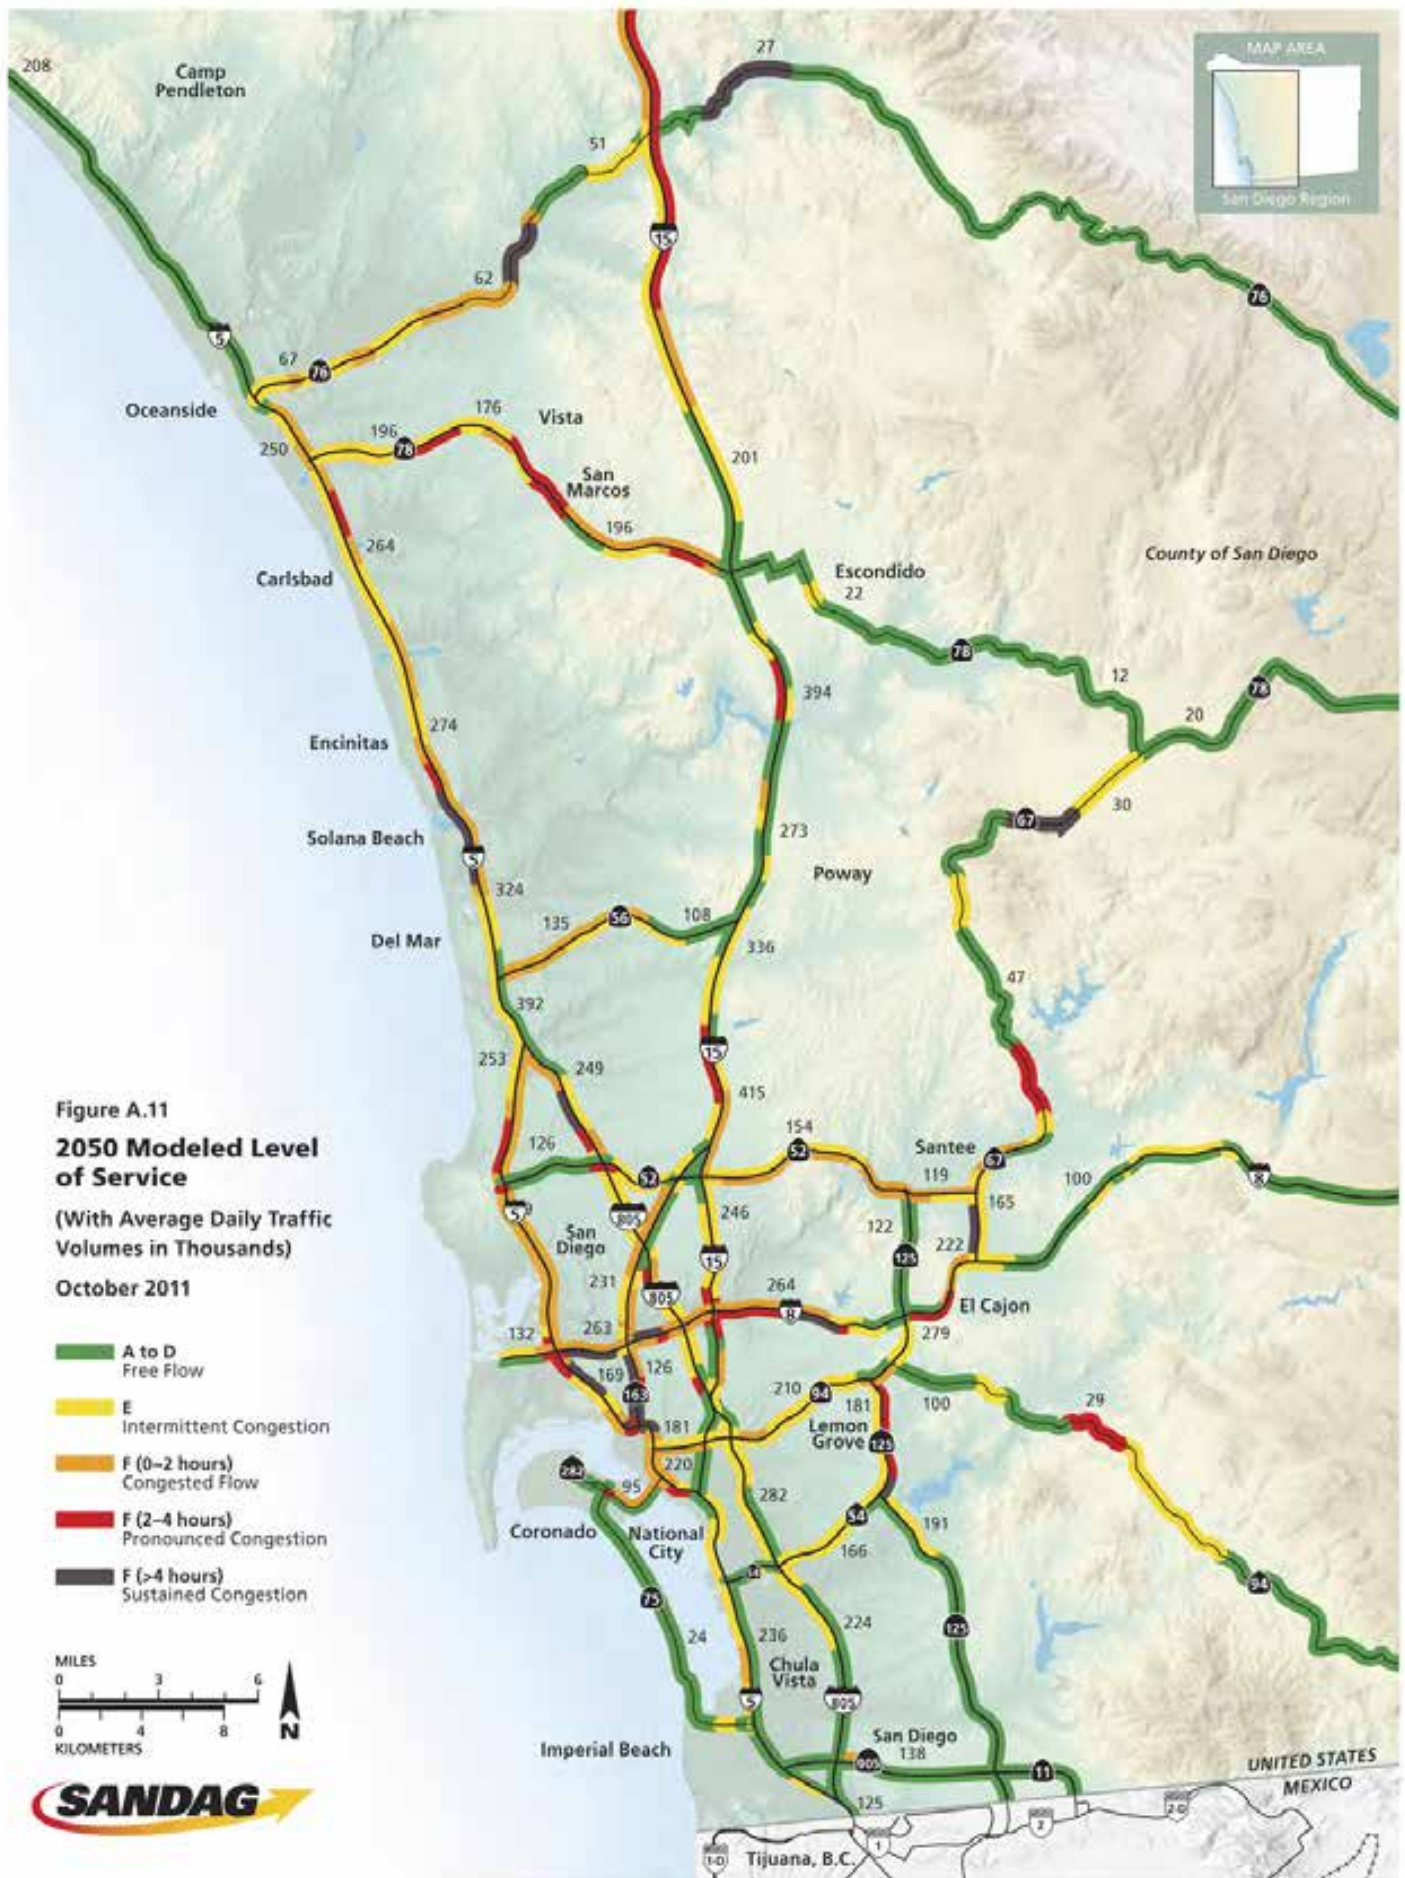 208
Camp
Pendleton
27
MAP AREA
San Diego Region
51
15
62
76
5
67
76
Oceanside
196
176
Vista
250
78
201
San
Marcos
196
264
Carlsbad
Escondido
22
County of San Diego
78
12
78
394
20
274
Encinitas
30
67
273
Solana Beach
5
Poway
324
135
56
108
Del Mar
336
47
392
253
249
15
415
Figure A.11
2050 Modeled Level
of Service
(With Average Daily Traffic
Volumes in Thousands)
October 2011
126
154
52
Santee
67
52
119
100
8
165
5
805
246
122
San
Diego
222
15
125
231
805
264
8
El Cajon
132
263
279
A to D
Free Flow
169
126
163
210
94
181
100
29
E
Intermittent Congestion
181
Lemon
Grove
125
F (0–2 hours)
Congested Flow
220
282
95
282
F (2–4 hours)
Pronounced Congestion
Coronado
National
City
54
191
166
F (>4 hours)
Sustained Congestion
54
94
75
24
236
224
125
Chula
Vista
MILES
0 3 6
0 4 8
KILOMETERS
N
5
805
Imperial Beach
San Diego
138
905
11
UNITED STATES
MEXICO
SANDAG
125
1
2
2-D
1-D
Tijuana, B.C.